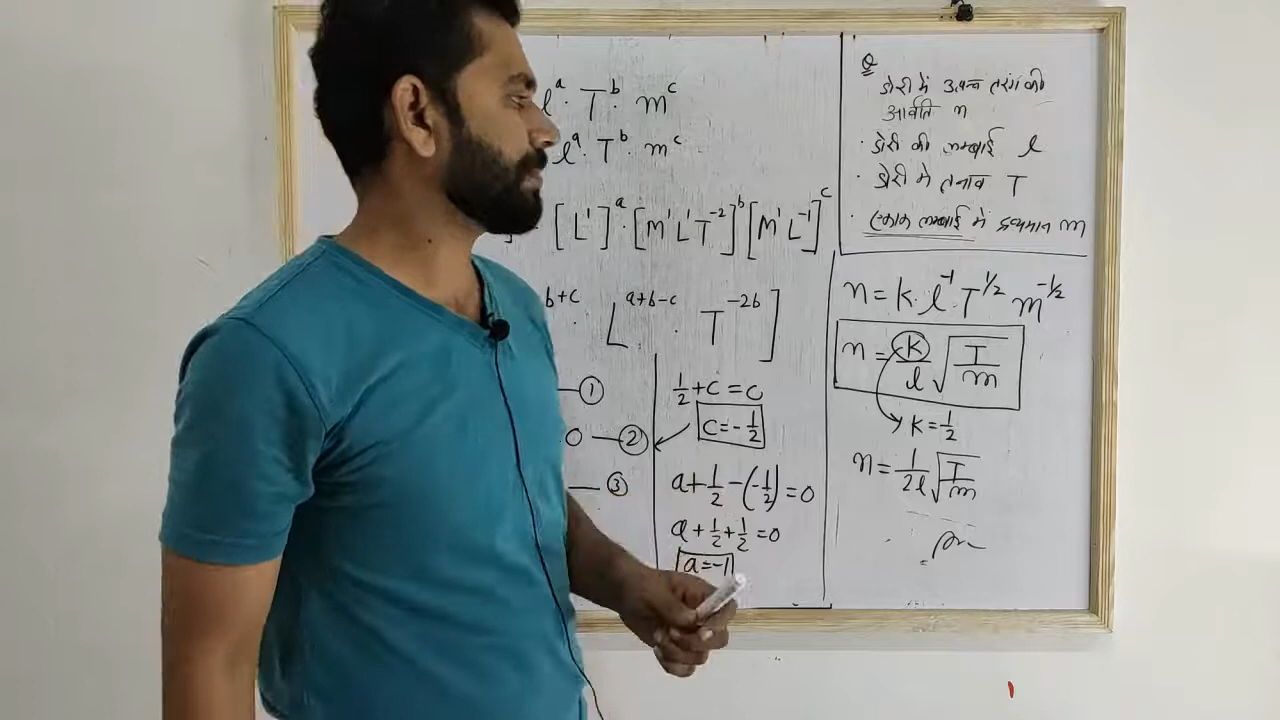 l^a · T^b · m^c
l^a · T^b · m^c
[L^1]^a · [M^1 L^1 T^-2]^b [M^1 L^-1]^c
b+c · L^a+b-c · T^-2b ]
— ①
0 — ②
— ③
1/2 + c = c
c = - 1/2
a + 1/2 - (-1/2) = 0
a + 1/2 + 1/2 = 0
a = -1
Q
डोरी में उत्पन्न तरंग की
आवृति n
· डोरी की लम्बाई l
· डोरी में तनाव T
· एकांक लम्बाई में द्रव्यमान m
n = k · l^-1 T^1/2 m^-1/2
n = k/l √T/m
k = 1/2
n = 1/2l √T/m